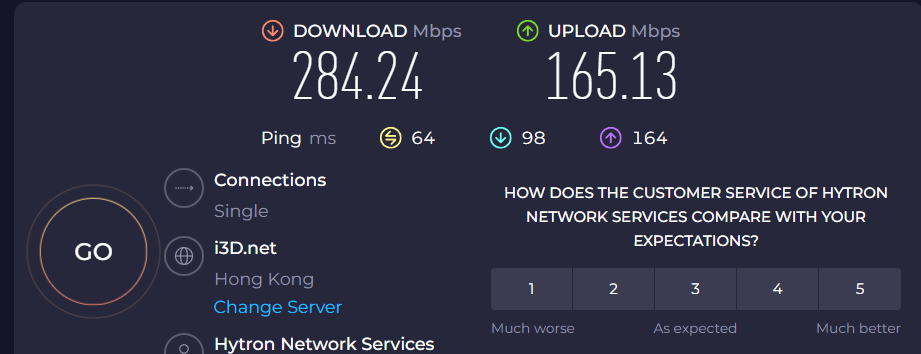 DOWNLOAD Mbps
UPLOAD Mbps
284.24
165.13
Ping ms 64 98 164
Connections
Single
i3D.net
Hong Kong
Change Server
Hytron Network Services
GO
HOW DOES THE CUSTOMER SERVICE OF HYTRON
NETWORK SERVICES COMPARE WITH YOUR
EXPECTATIONS?
1 2 3 4 5
Much worse As expected Much better